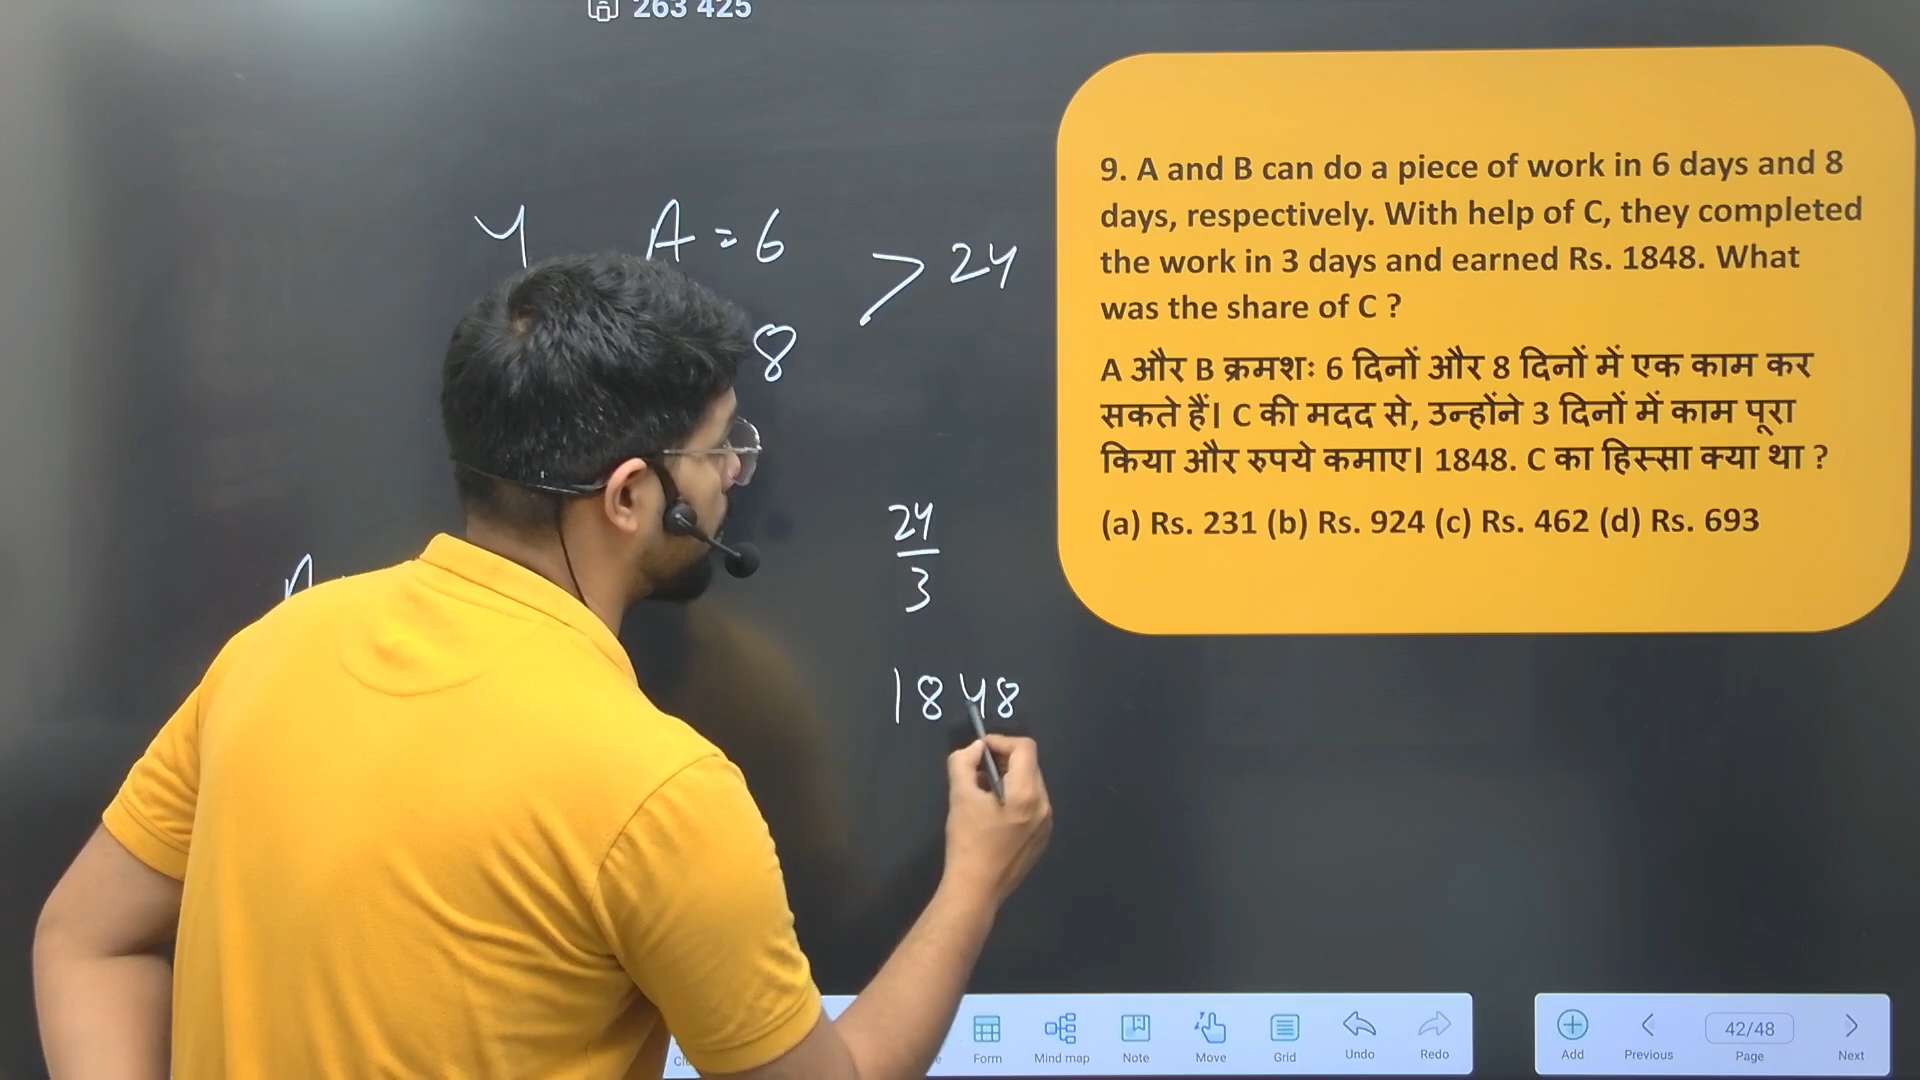 263 425
4 A = 6
> 24
8
24
3
1848
9. A and B can do a piece of work in 6 days and 8
days, respectively. With help of C, they completed
the work in 3 days and earned Rs. 1848. What
was the share of C ?
A और B क्रमशः 6 दिनों और 8 दिनों में एक काम कर
सकते हैं। C की मदद से, उन्होंने 3 दिनों में काम पूरा
किया और रुपये कमाए। 1848. C का हिस्सा क्या था ?
(a) Rs. 231 (b) Rs. 924 (c) Rs. 462 (d) Rs. 693
Form Mind map Note Move Grid Undo Redo
Add Previous 42/48 Page Next